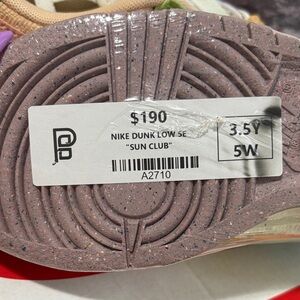 $190
NIKE DUNK LOW SE
"SUN CLUB"
3.5Y
5W
A2710